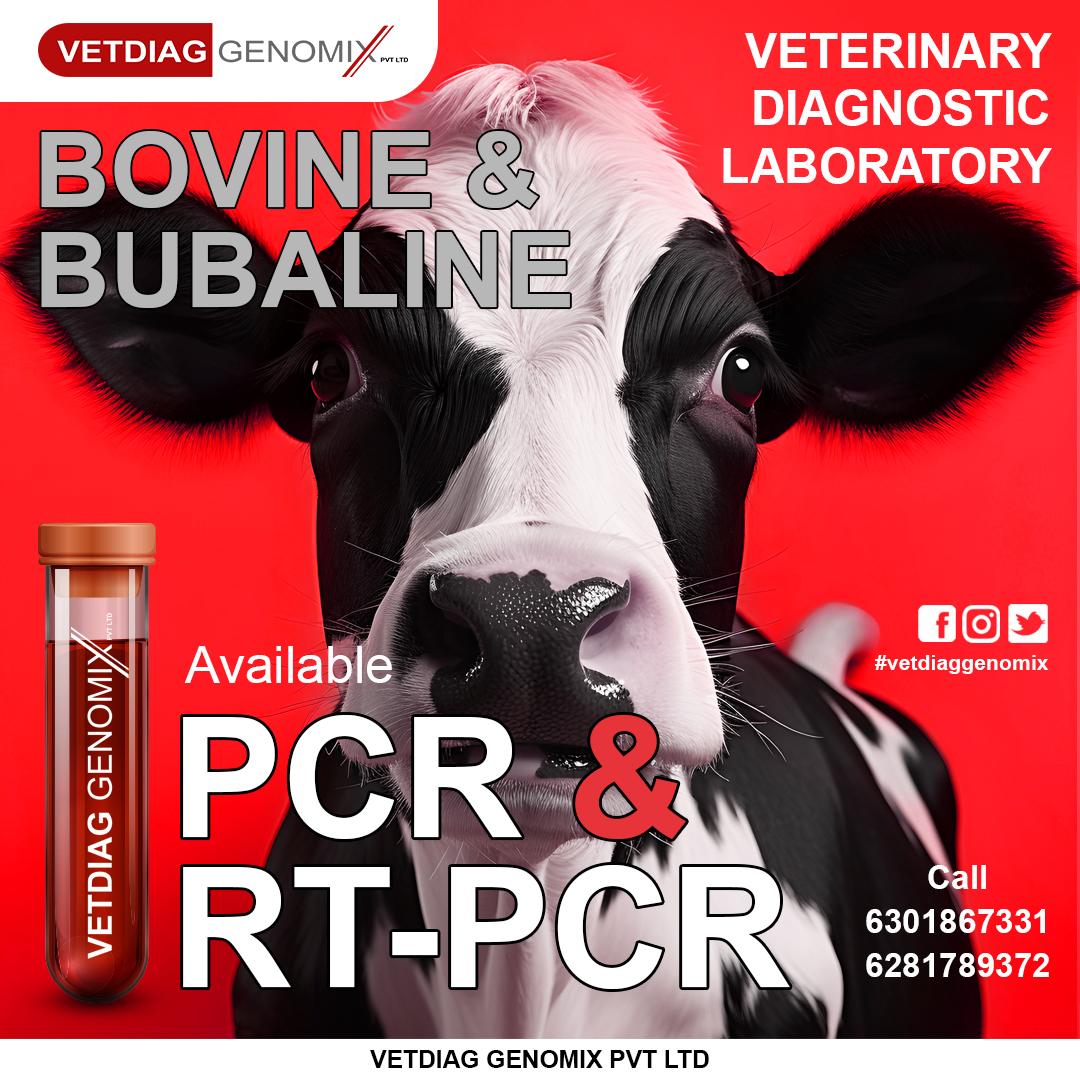 VETDIAG GENOMIX PVT LTD
VETERINARY
DIAGNOSTIC
LABORATORY
BOVINE &
BUBALINE
#vetdiaggenomix
VETDIAG GENOMIX PVT LTD
Available
PCR &
RT-PCR
Call
6301867331
6281789372
VETDIAG GENOMIX PVT LTD